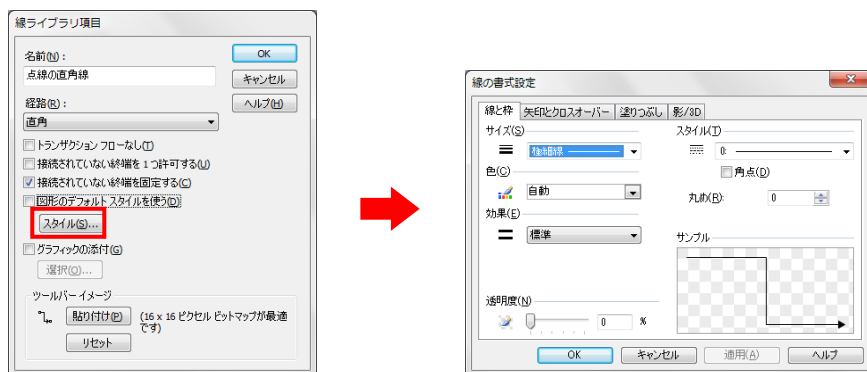 線ライブラリ項目
名前(N):
点線の直角線
OK
キャンセル
ヘルプ(H)
経路(R):
直角
トランザクション フローなし(T)
接続されていない終端を 1 つ許可する(U)
接続されていない終端を固定する(C)
図形のデフォルト スタイルを使う(D)
スタイル(S)...
グラフィックの添付(G)
選択(O)...
ツールバー イメージ
貼り付け(P)
(16 x 16 ピクセル ビットマップが最適
です)
リセット
線の書式設定
線と枠 矢印とクロスオーバー 塗りつぶし 影/3D
サイズ(S)
極細線
色(C)
自動
効果(E)
標準
透明度(N)
0 %
スタイル(T)
0:
角点(D)
丸め(R): 0
サンプル
OK キャンセル 適用(A) ヘルプ